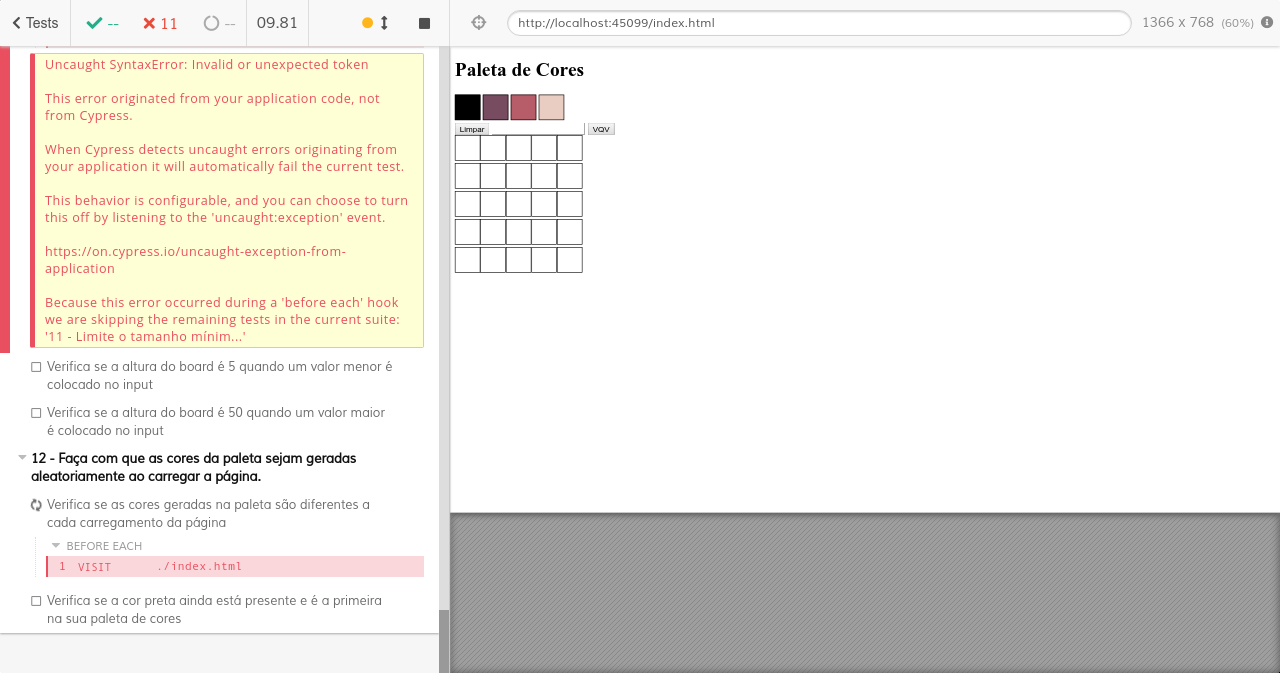 Tests
--
11
--
09.81
http://localhost:45099/index.html
1366 x 768 (60%)
Uncaught SyntaxError: Invalid or unexpected token
This error originated from your application code, not
from Cypress.
When Cypress detects uncaught errors originating from
your application it will automatically fail the current test.
This behavior is configurable, and you can choose to turn
this off by listening to the 'uncaught:exception' event.
https://on.cypress.io/uncaught-exception-from-
application
Because this error occurred during a 'before each' hook
we are skipping the remaining tests in the current suite:
'11 - Limite o tamanho mínim...'
Verifica se a altura do board é 5 quando um valor menor é
colocado no input
Verifica se a altura do board é 50 quando um valor maior
é colocado no input
12 - Faça com que as cores da paleta sejam geradas
aleatoriamente ao carregar a página.
Verifica se as cores geradas na paleta são diferentes a
cada carregamento da página
BEFORE EACH
1 VISIT ./index.html
Verifica se a cor preta ainda está presente e é a primeira
na sua paleta de cores
Paleta de Cores
Limpar
VQV